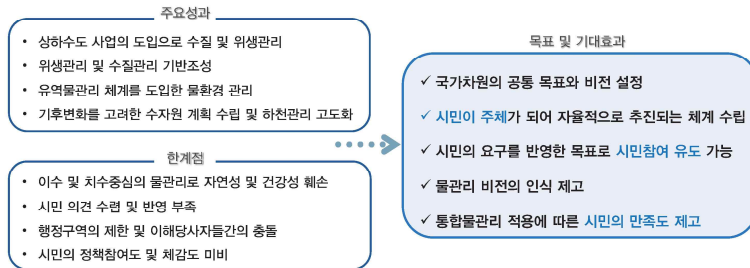 주요성과
• 상하수도 사업의 도입으로 수질 및 위생관리
• 위생관리 및 수질관리 기반조성
• 유역물관리 체계를 도입한 물환경 관리
• 기후변화를 고려한 수자원 계획 수립 및 하천관리 고도화
한계점
• 이수 및 치수중심의 물관리로 자연성 및 건강성 훼손
• 시민 의견 수렴 및 반영 부족
• 행정구역의 제한 및 이해당사자들간의 충돌
• 시민의 정책참여도 및 체감도 미비
목표 및 기대효과
✓ 국가차원의 공통 목표와 비전 설정
✓ 시민이 주체가 되어 자율적으로 추진되는 체계 수립
✓ 시민의 요구를 반영한 목표로 시민참여 유도 가능
✓ 물관리 비전의 인식 제고
✓ 통합물관리 적용에 따른 시민의 만족도 제고